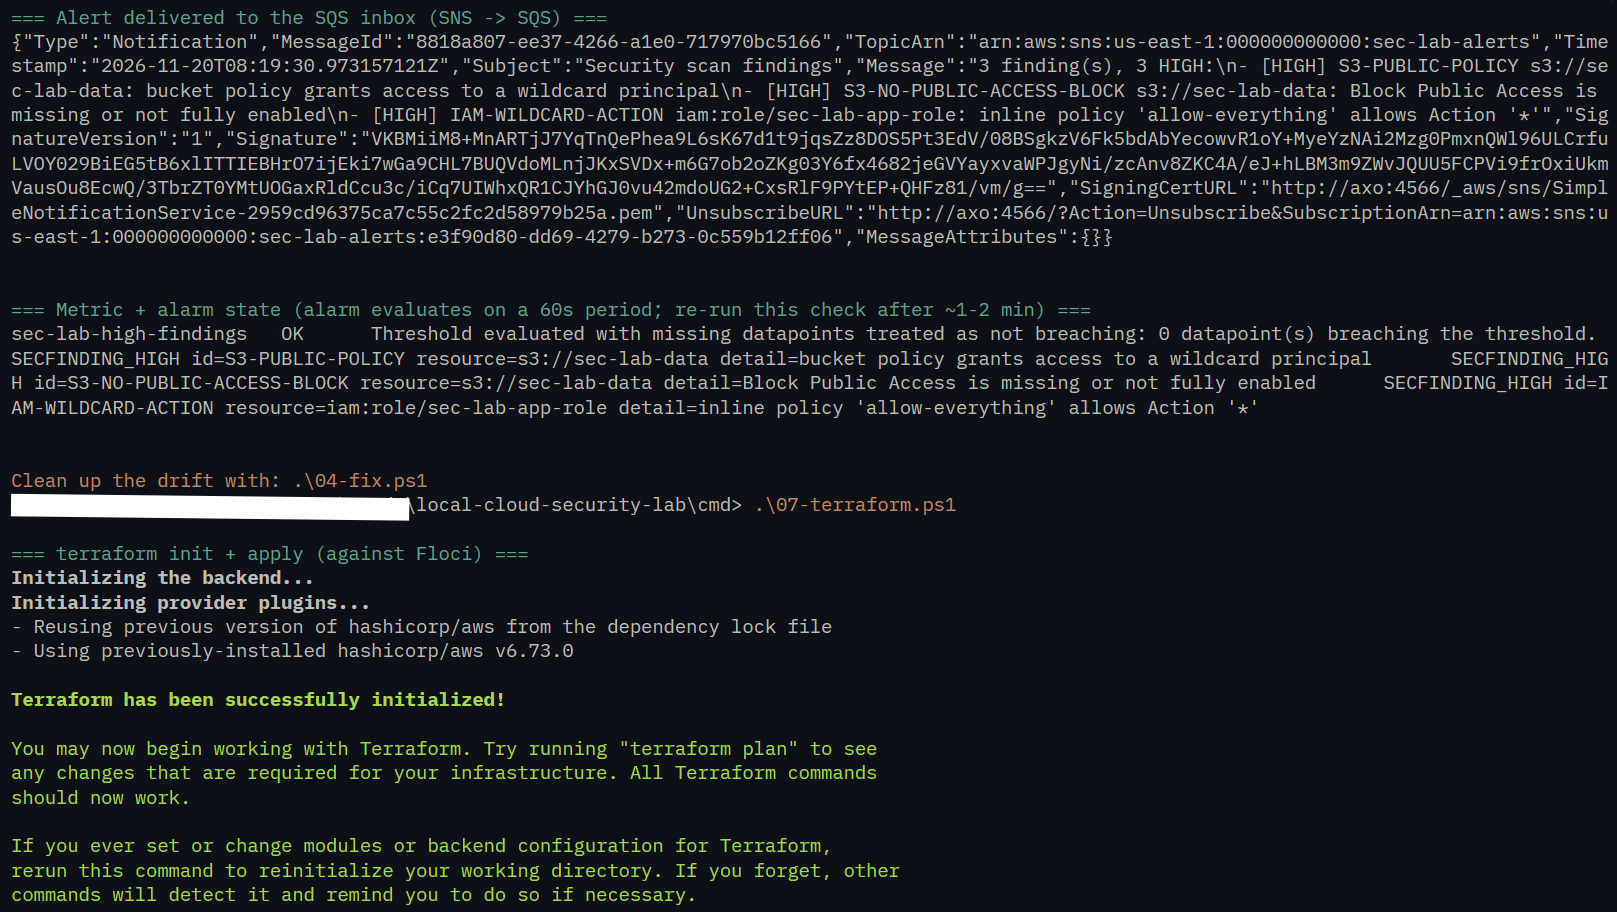 === Alert delivered to the SQS inbox (SNS -> SQS) ===
{"Type":"Notification","MessageId":"8818a807-ee37-4266-a1e0-717970bc5166","TopicArn":"arn:aws:sns:us-east-1:000000000000:sec-lab-alerts","Time
stamp":"2026-11-20T08:19:30.973157121Z","Subject":"Security scan findings","Message":"3 finding(s), 3 HIGH:\n- [HIGH] S3-PUBLIC-POLICY s3://se
c-lab-data: bucket policy grants access to a wildcard principal\n- [HIGH] S3-NO-PUBLIC-ACCESS-BLOCK s3://sec-lab-data: Block Public Access is
missing or not fully enabled\n- [HIGH] IAM-WILDCARD-ACTION iam:role/sec-lab-app-role: inline policy 'allow-everything' allows Action '*'","Sig
natureVersion":"1","Signature":"VKBMiiM8+MnARTjJ7YqTnQePhea9L6sK67d1t9jqsZz8DOS5Pt3EdV/08BSgkzV6Fk5bdAbYecowvR1oY+MyeYzNAi2Mzg0PmxnQWl96ULCrfu
LVOY029BiEG5tB6xlITTIEBHrO7ijEki7wGa9CHL7BUQVdoMLnjJKxSVDx+m6G7ob2oZKg03Y6fx4682jeGVYayxvaWPJgyNi/zcAnv8ZKC4A/eJ+hLBM3m9ZWvJQUU5FCPVi9frOxiUkm
VausOu8EcwQ/3TbrZT0YMtUOGaxRldCcu3c/iCq7UIWhxQR1CJYhGJ0vu42mdoUG2+CxsRlF9PYtEP+QHFz81/vm/g==","SigningCertURL":"http://axo:4566/_aws/sns/Simpl
eNotificationService-2959cd96375ca7c55c2fc2d58979b25a.pem","UnsubscribeURL":"http://axo:4566/?Action=Unsubscribe&SubscriptionArn=arn:aws:sns:u
s-east-1:000000000000:sec-lab-alerts:e3f90d80-dd69-4279-b273-0c559b12ff06","MessageAttributes":{}}
=== Metric + alarm state (alarm evaluates on a 60s period; re-run this check after ~1-2 min) ===
sec-lab-high-findings   OK      Threshold evaluated with missing datapoints treated as not breaching: 0 datapoint(s) breaching the threshold.
SECFINDING_HIGH id=S3-PUBLIC-POLICY resource=s3://sec-lab-data detail=bucket policy grants access to a wildcard principal       SECFINDING_HIG
H id=S3-NO-PUBLIC-ACCESS-BLOCK resource=s3://sec-lab-data detail=Block Public Access is missing or not fully enabled      SECFINDING_HIGH id=I
AM-WILDCARD-ACTION resource=iam:role/sec-lab-app-role detail=inline policy 'allow-everything' allows Action '*'
Clean up the drift with: .\04-fix.ps1
\local-cloud-security-lab\cmd> .\07-terraform.ps1
=== terraform init + apply (against Floci) ===
Initializing the backend...
Initializing provider plugins...
- Reusing previous version of hashicorp/aws from the dependency lock file
- Using previously-installed hashicorp/aws v6.73.0
Terraform has been successfully initialized!
You may now begin working with Terraform. Try running "terraform plan" to see
any changes that are required for your infrastructure. All Terraform commands
should now work.
If you ever set or change modules or backend configuration for Terraform,
rerun this command to reinitialize your working directory. If you forget, other
commands will detect it and remind you to do so if necessary.